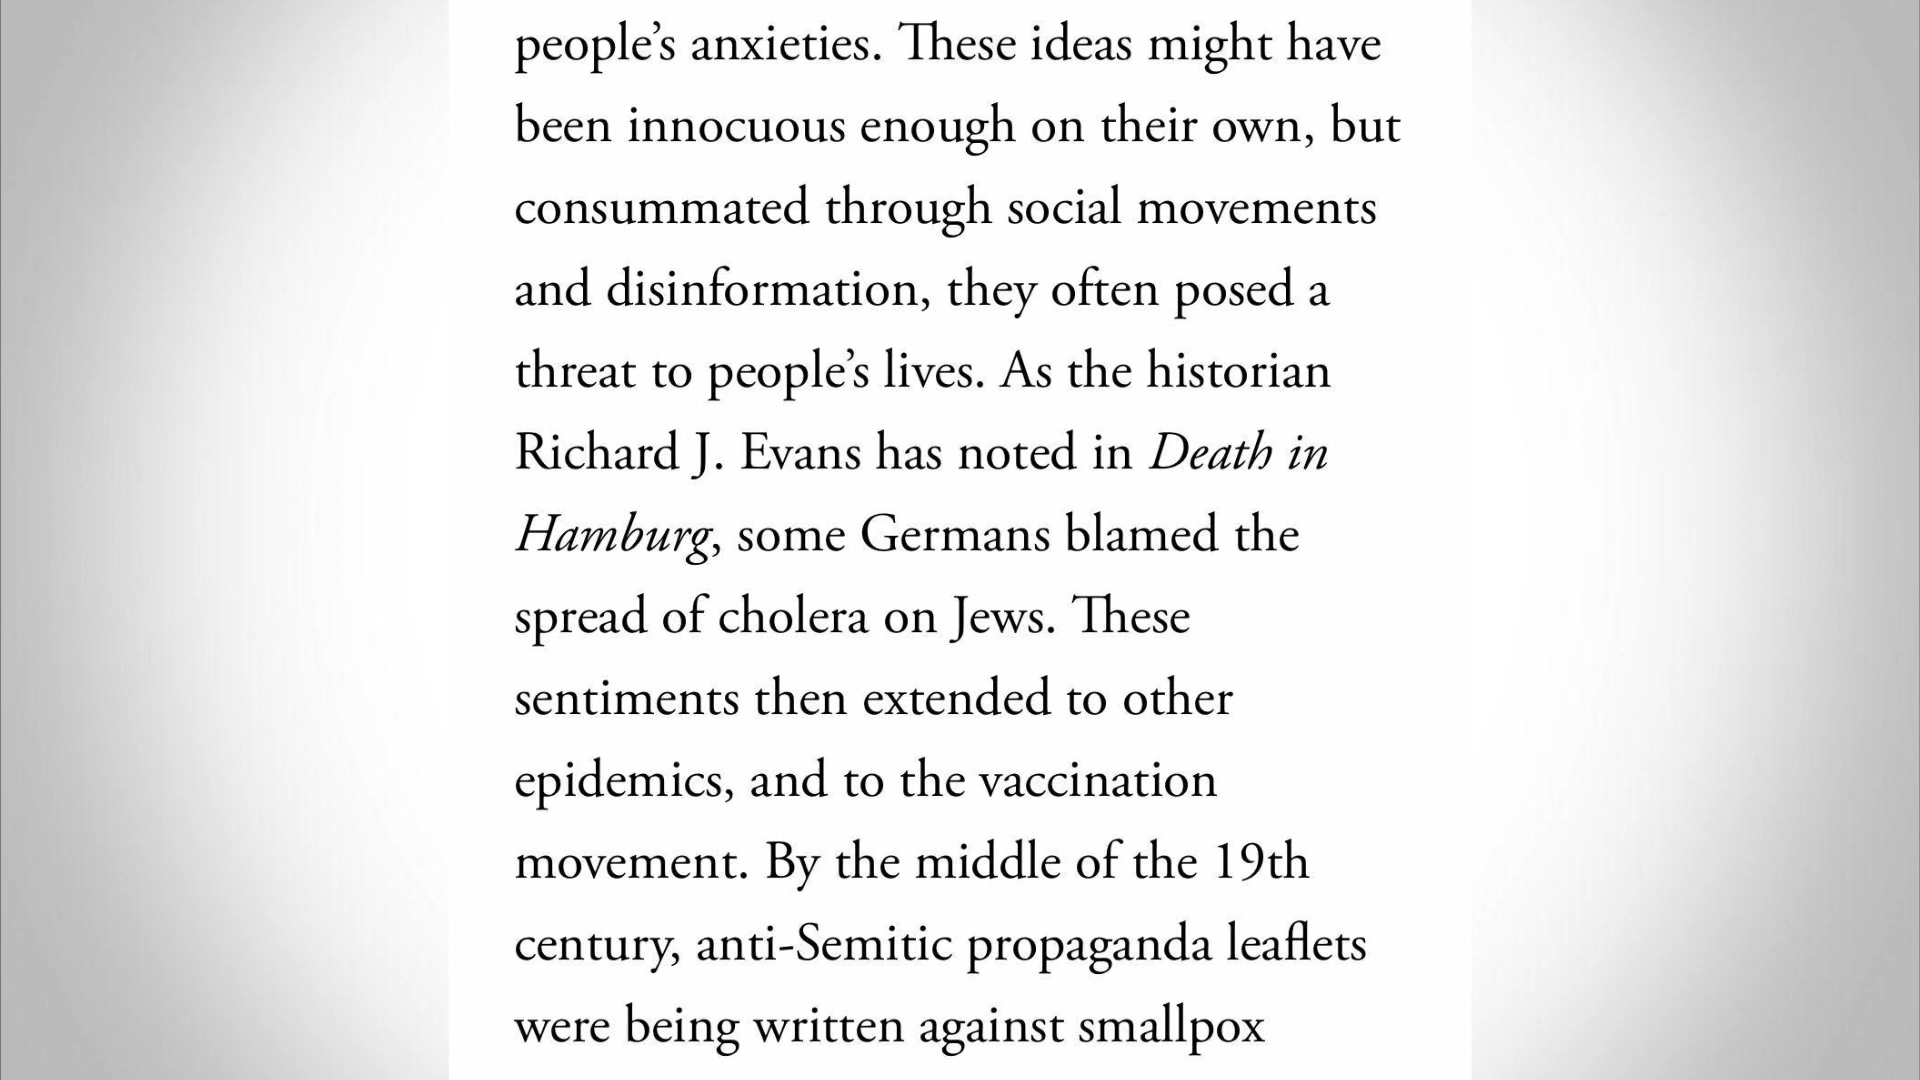 people’s anxieties. These ideas might have
been innocuous enough on their own, but
consummated through social movements
and disinformation, they often posed a
threat to people’s lives. As the historian
Richard J. Evans has noted in Death in
Hamburg, some Germans blamed the
spread of cholera on Jews. These
sentiments then extended to other
epidemics, and to the vaccination
movement. By the middle of the 19th
century, anti-Semitic propaganda leaflets
were being written against smallpox